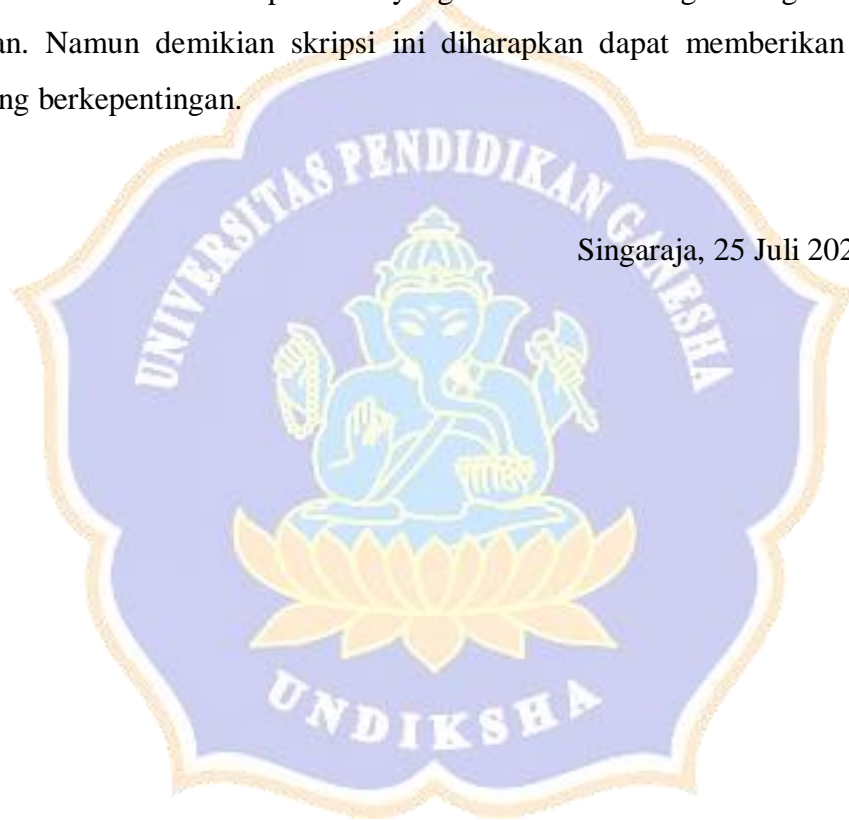 an. Namun demikian skripsi ini diharapkan dapat memberikan
ng berkepentingan.
Singaraja, 25 Juli 202
UNIVERSITAS PENDIDIKAN GANESHA
UNDIKSHA